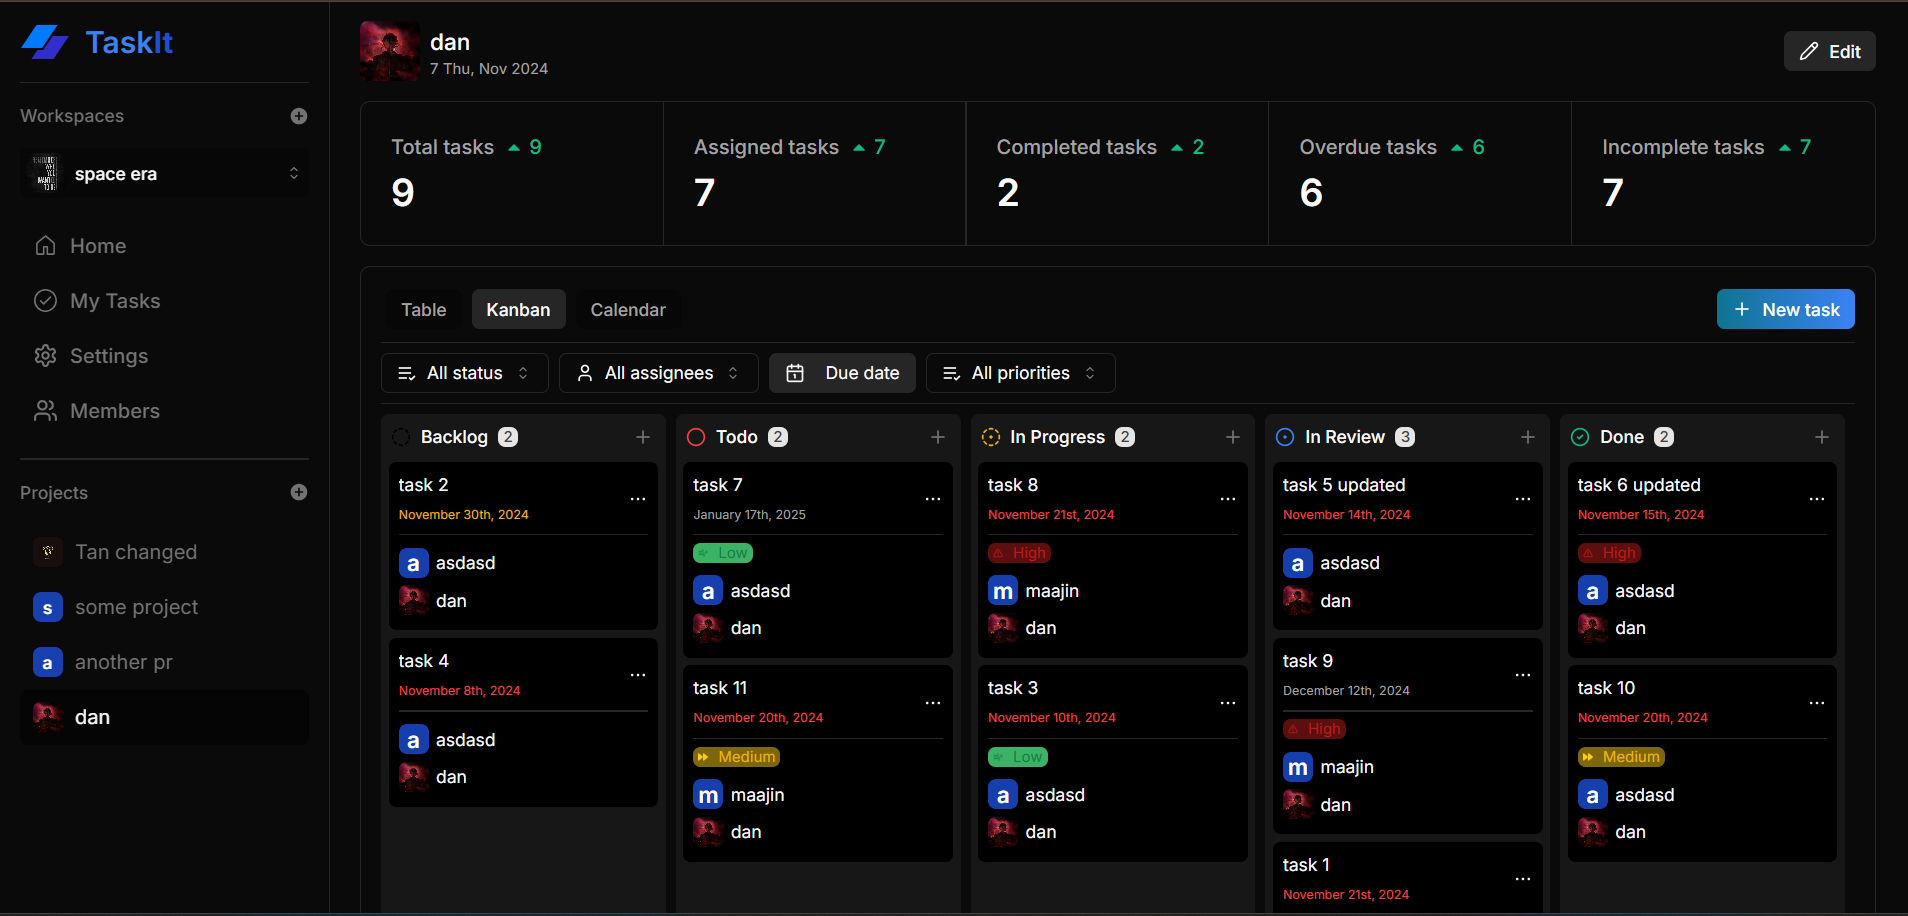 TaskIt
Workspaces
space era
Home
My Tasks
Settings
Members
Projects
Tan changed
s some project
a another pr
dan
dan
7 Thu, Nov 2024
Edit
Total tasks 9
9
Assigned tasks 7
7
Completed tasks 2
2
Overdue tasks 6
6
Incomplete tasks 7
7
Table Kanban Calendar
New task
All status All assignees Due date All priorities
Backlog 2
task 2
November 30th, 2024
a asdasd
dan
task 4
November 8th, 2024
a asdasd
dan
Todo 2
task 7
January 17th, 2025
Low
a asdasd
dan
task 11
November 20th, 2024
Medium
m maajin
dan
In Progress 2
task 8
November 21st, 2024
High
m maajin
dan
task 3
November 10th, 2024
Low
a asdasd
dan
In Review 3
task 5 updated
November 14th, 2024
a asdasd
dan
task 9
December 12th, 2024
High
m maajin
dan
task 1
November 21st, 2024
Done 2
task 6 updated
November 15th, 2024
High
a asdasd
dan
task 10
November 20th, 2024
Medium
a asdasd
dan